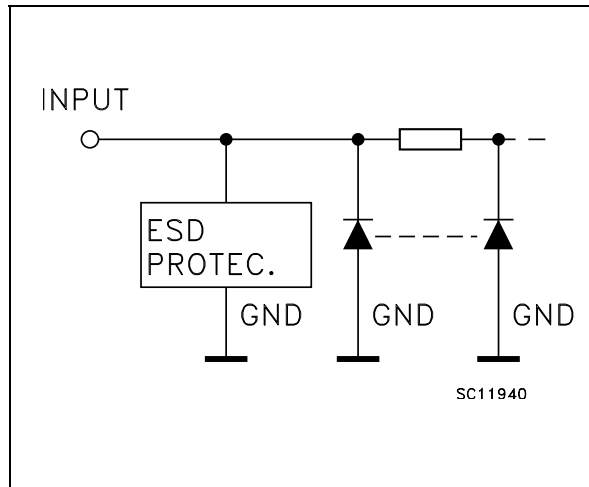 INPUT
ESD
PROTEC.
GND
GND
GND
SC11940